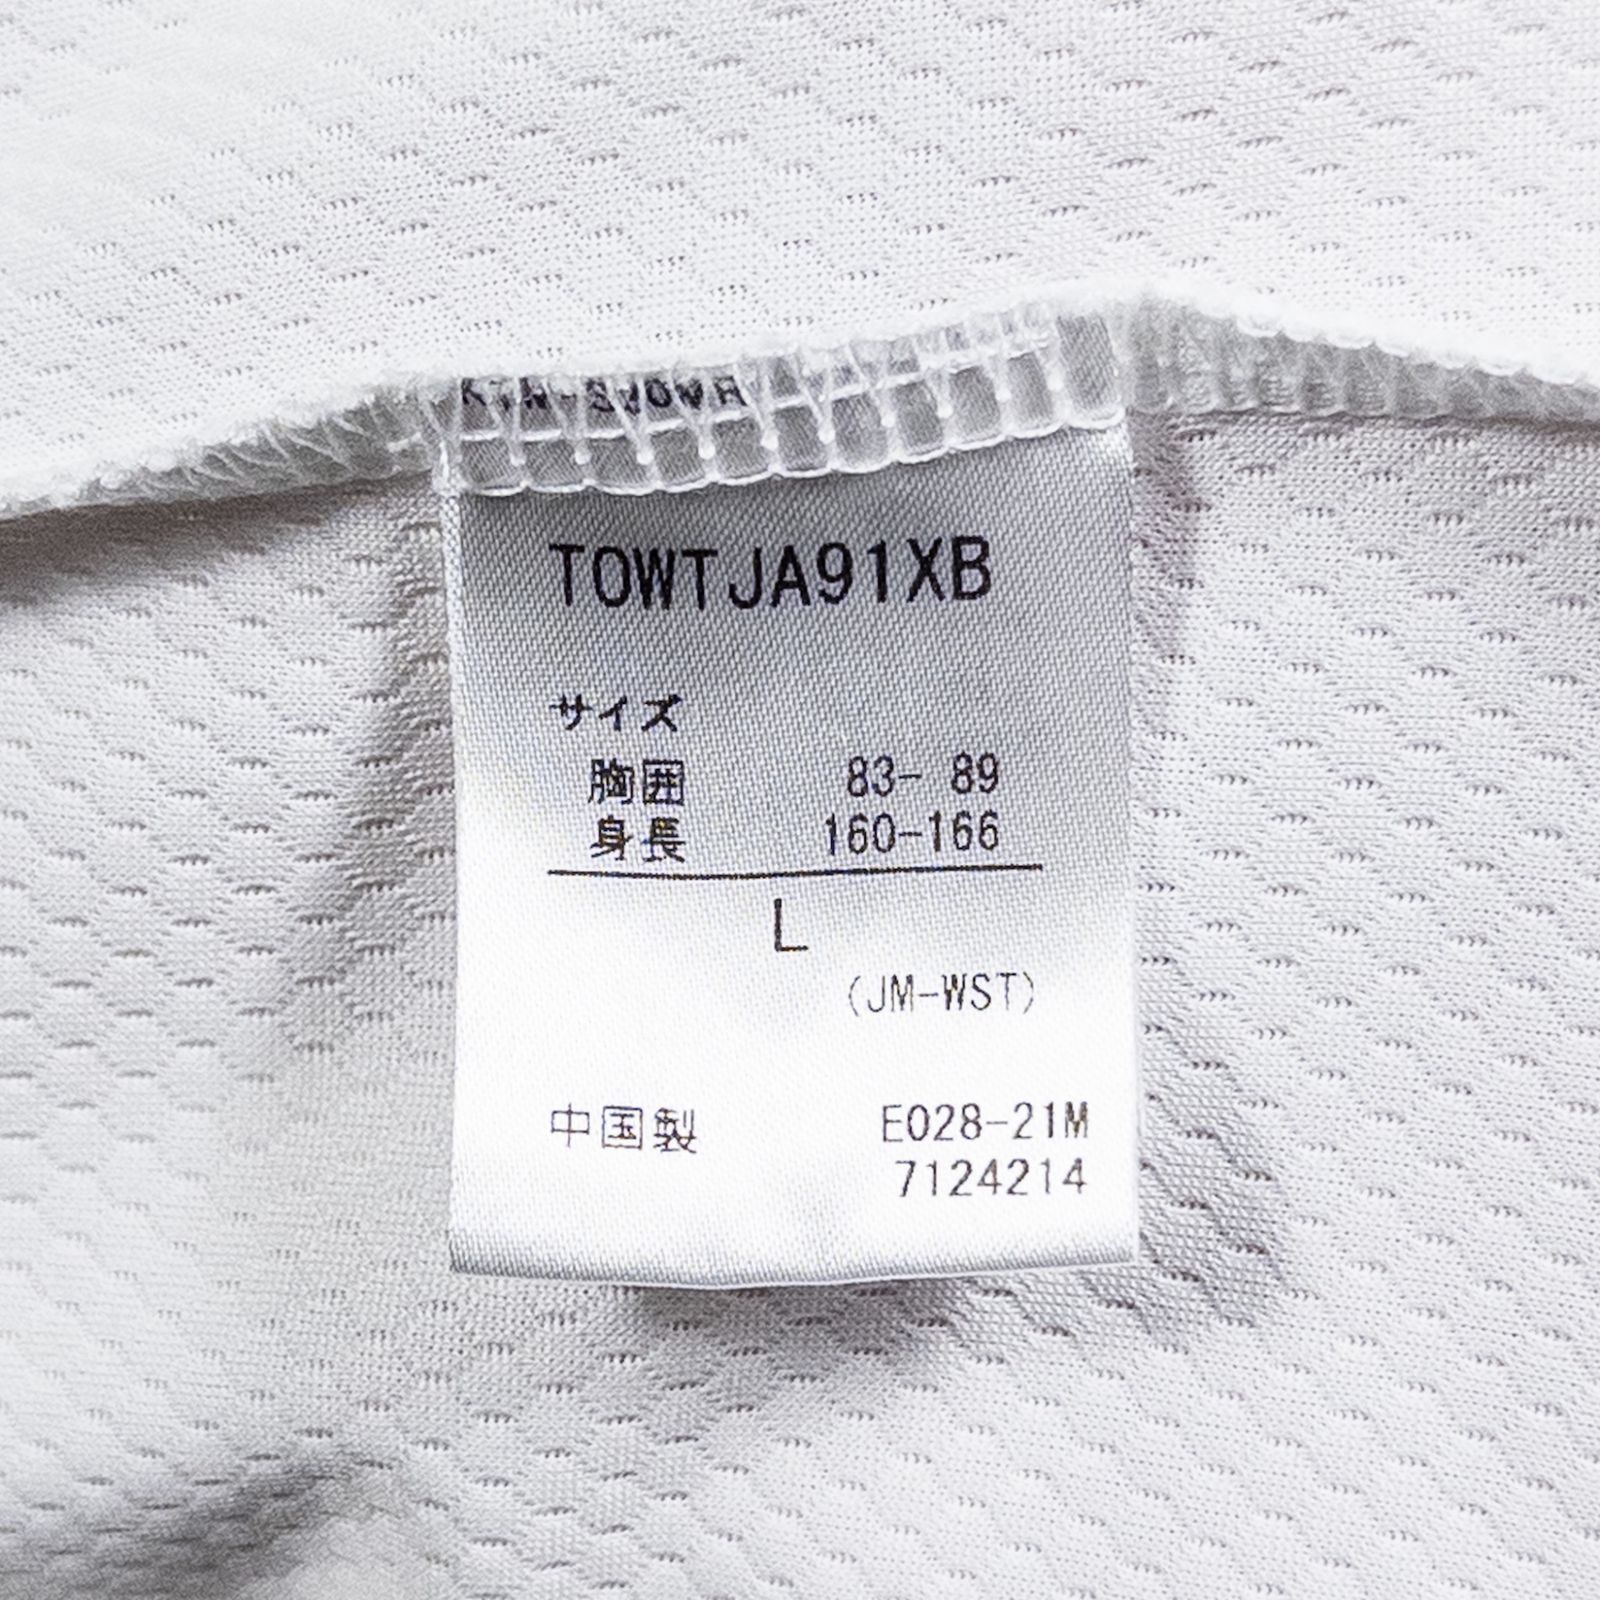 TOWTJA91XB
サイズ
胸囲 83- 89
身長 160-166
L
(JM-WST)
中国製 E028-21M
7124214